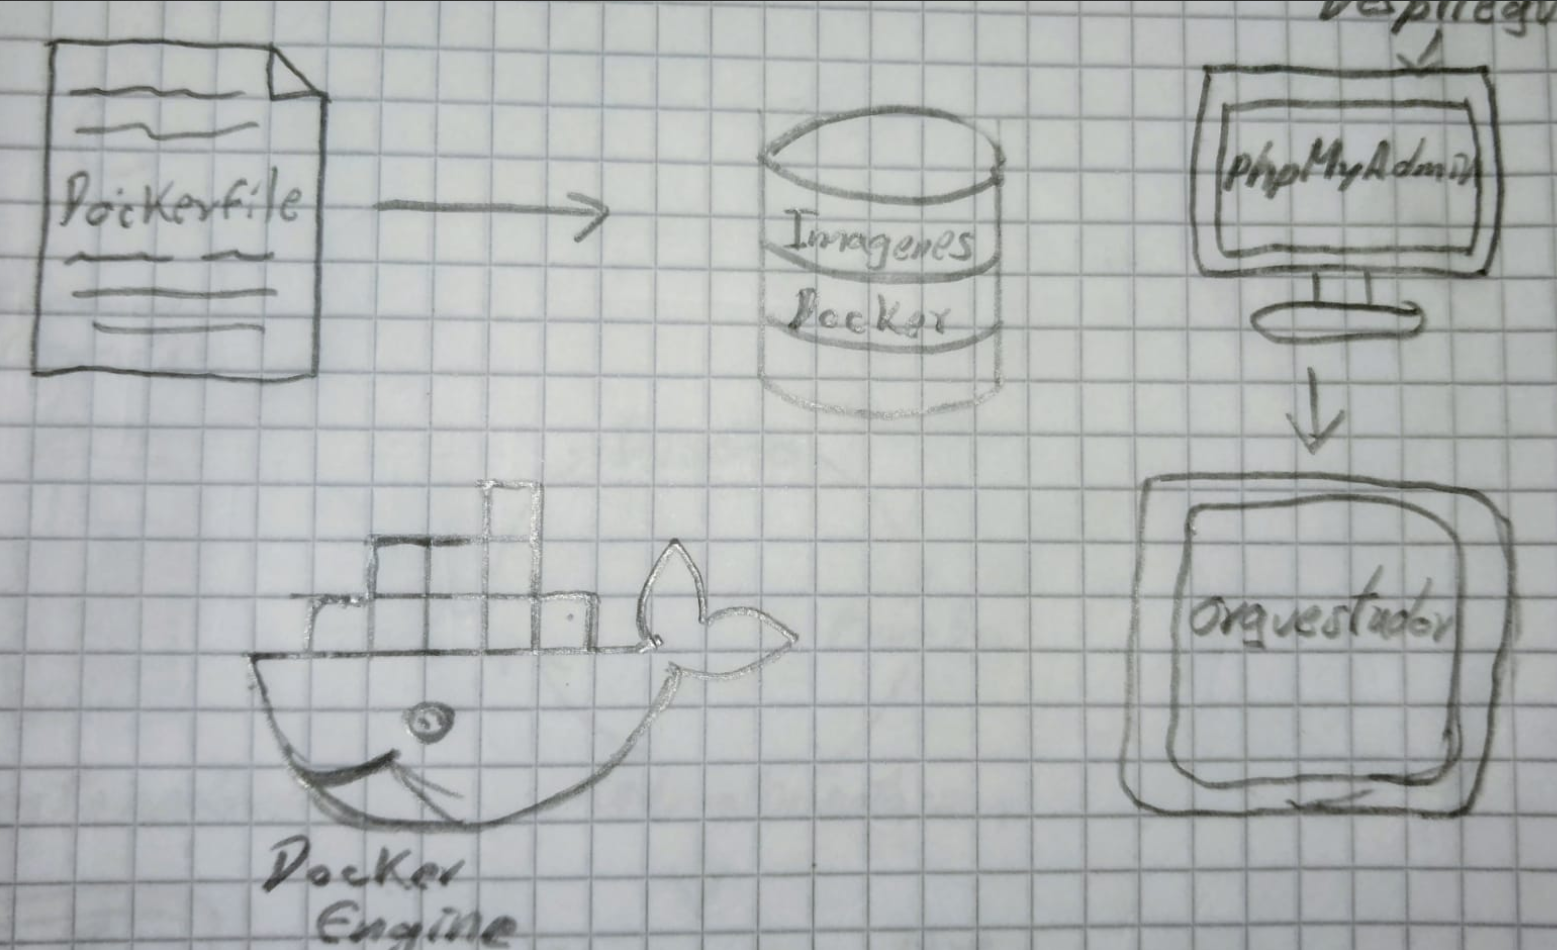 Dockerfile
Imagenes
Docker
phpMyAdmin
orquestador
Docker
Engine